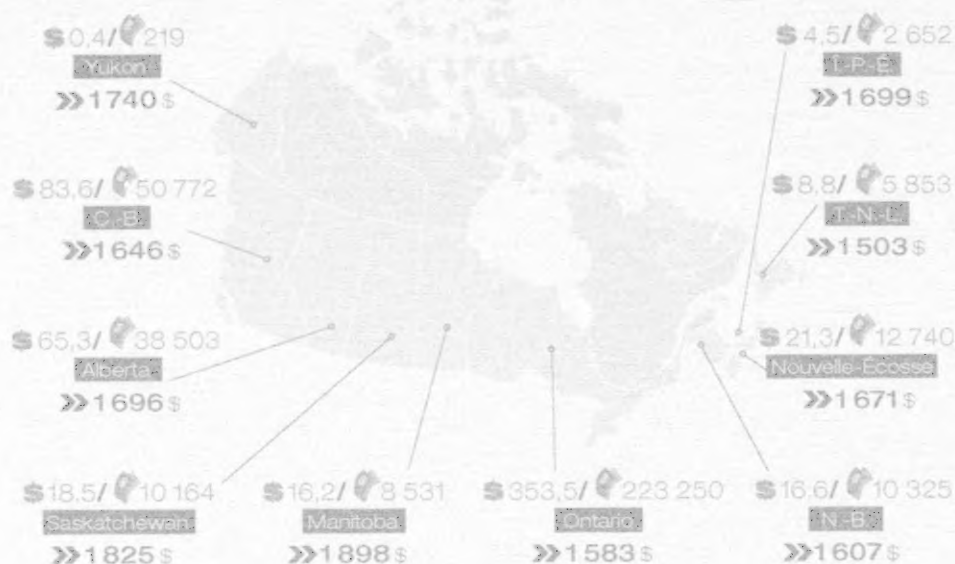 $ 0,4/ 219
Yukon
>> 1740 $
$ 4,5/ 2 652
Î.-P.-É.
>> 1699 $
$ 83,6/ 50 772
C.-B.
>> 1646 $
$ 8,8/ 5 853
T.-N.-L.
>> 1503 $
$ 65,3/ 38 503
Alberta
>> 1696 $
$ 21,3/ 12 740
Nouvelle-Écosse
>> 1671 $
$ 18,5/ 10 164
Saskatchewan
>> 1825 $
$ 16,2/ 8 531
Manitoba
>> 1898 $
$ 353,5/ 223 250
Ontario
>> 1583 $
$ 16,6/ 10 325
N.-B.
>> 1607 $